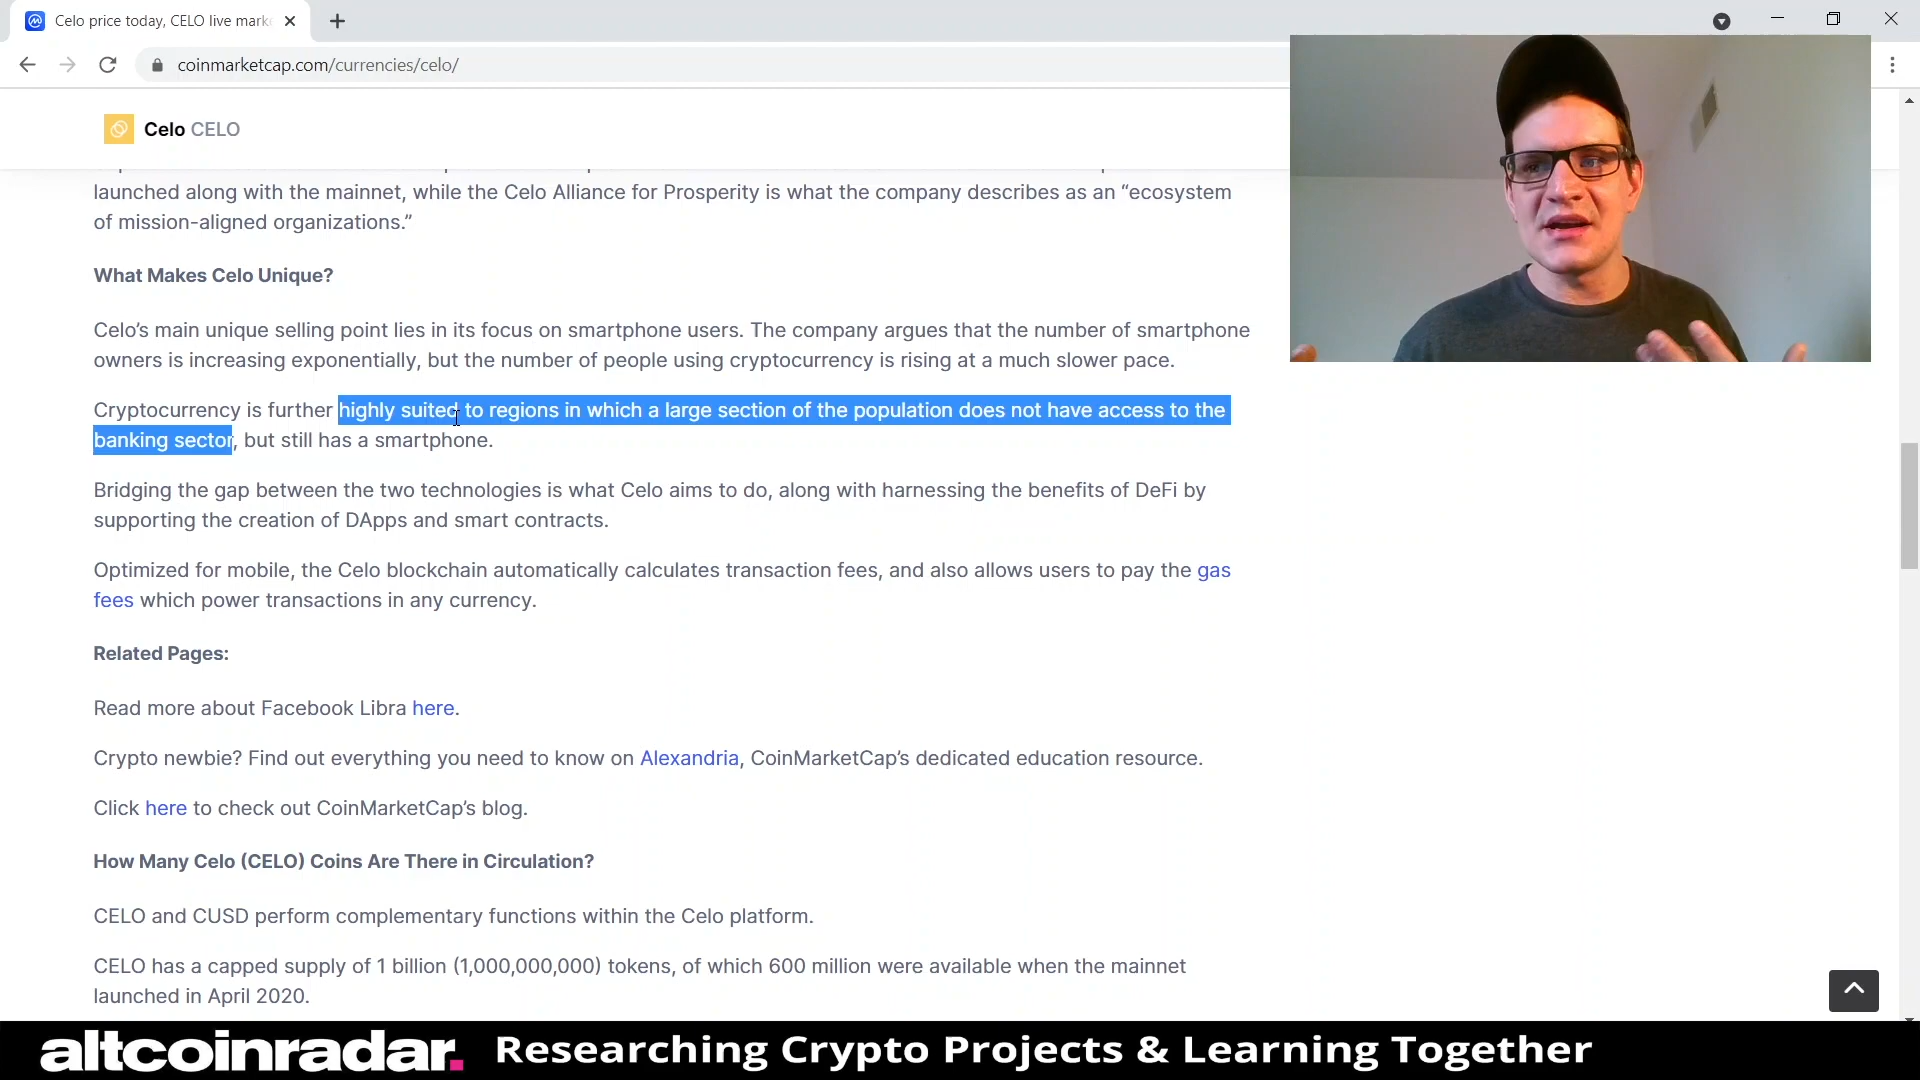 Celo price today, CELO live marke
coinmarketcap.com/currencies/celo/
Celo CELO
launched along with the mainnet, while the Celo Alliance for Prosperity is what the company describes as an “ecosystem
of mission-aligned organizations.”
What Makes Celo Unique?
Celo’s main unique selling point lies in its focus on smartphone users. The company argues that the number of smartphone
owners is increasing exponentially, but the number of people using cryptocurrency is rising at a much slower pace.
Cryptocurrency is further highly suited to regions in which a large section of the population does not have access to the
banking sector, but still has a smartphone.
Bridging the gap between the two technologies is what Celo aims to do, along with harnessing the benefits of DeFi by
supporting the creation of DApps and smart contracts.
Optimized for mobile, the Celo blockchain automatically calculates transaction fees, and also allows users to pay the gas
fees which power transactions in any currency.
Related Pages:
Read more about Facebook Libra here.
Crypto newbie? Find out everything you need to know on Alexandria, CoinMarketCap’s dedicated education resource.
Click here to check out CoinMarketCap’s blog.
How Many Celo (CELO) Coins Are There in Circulation?
CELO and CUSD perform complementary functions within the Celo platform.
CELO has a capped supply of 1 billion (1,000,000,000) tokens, of which 600 million were available when the mainnet
launched in April 2020.
altcoinradar. Researching Crypto Projects & Learning Together